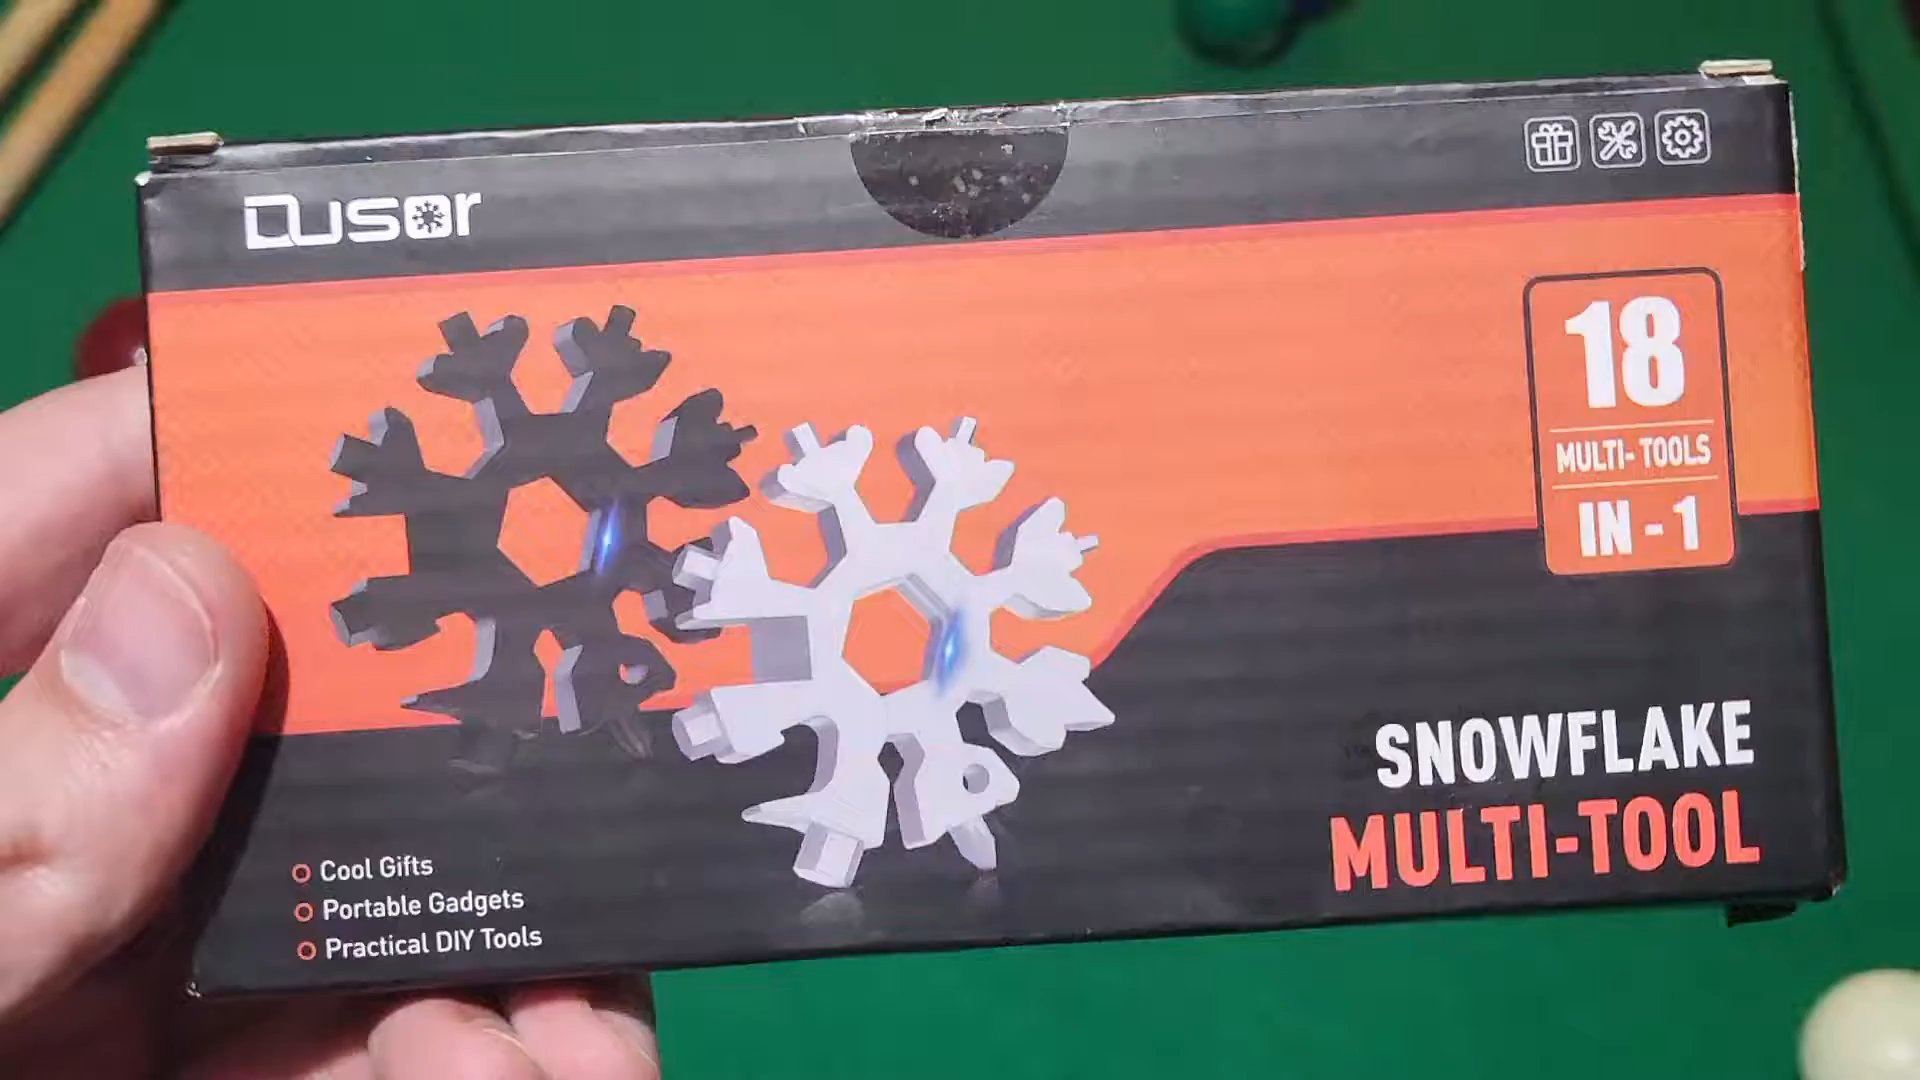 Dusor
18
MULTI-TOOLS
IN-1
SNOWFLAKE
MULTI-TOOL
Cool Gifts
Portable Gadgets
Practical DIY Tools